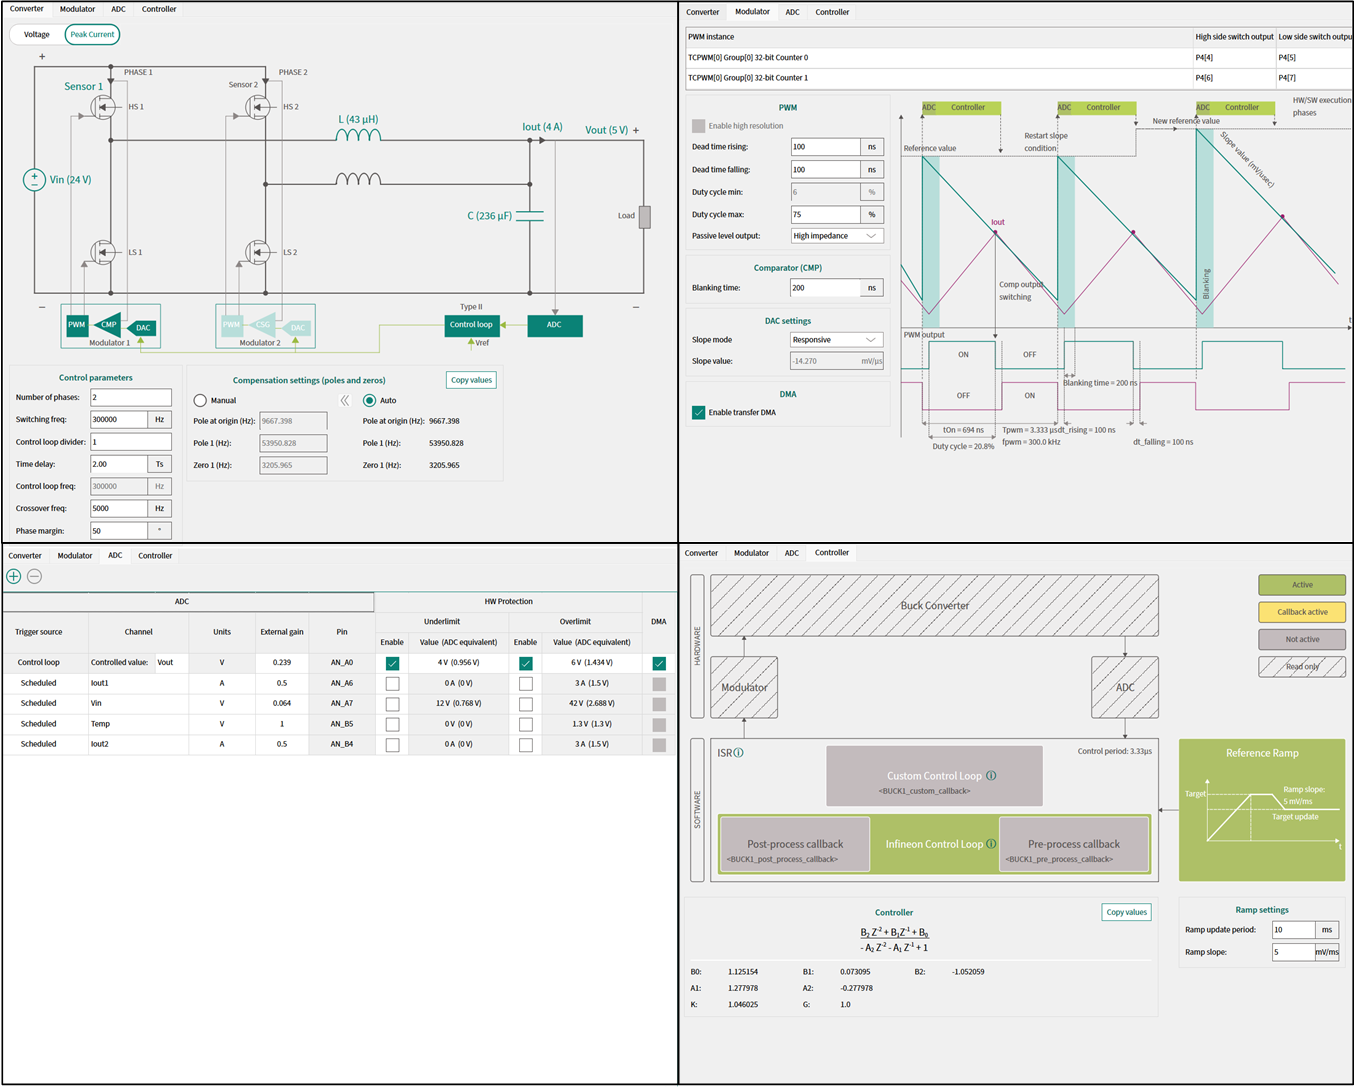 Converter Modulator ADC Controller
Voltage Peak Current
+
PHASE 1 PHASE 2
Sensor 1 Sensor 2
HS 1 HS 2
L (43 µH)
Iout (4 A) Vout (5 V) +
+
− Vin (24 V)
C (236 µF) Load
LS 1 LS 2
− −
Type II
PWM CMP DAC PWM CSG DAC Control loop ADC
Modulator 1 Modulator 2 Vref
Control parameters
Number of phases: 2
Switching freq: 300000 Hz
Control loop divider: 1
Time delay: 2.00 Ts
Control loop freq: 300000 Hz
Crossover freq: 5000 Hz
Phase margin: 50 °
Compensation settings (poles and zeros) Copy values
Manual Auto
Pole at origin (Hz): 9667.398 Pole at origin (Hz): 9667.398
Pole 1 (Hz): 53950.828 Pole 1 (Hz): 53950.828
Zero 1 (Hz): 3205.965 Zero 1 (Hz): 3205.965
Converter Modulator ADC Controller
PWM instance High side switch output Low side switch outpu
TCPWM[0] Group[0] 32-bit Counter 0 P4[4] P4[5]
TCPWM[0] Group[0] 32-bit Counter 1 P4[6] P4[7]
PWM
Enable high resolution
Dead time rising: 100 ns
Dead time falling: 100 ns
Duty cycle min: 6 %
Duty cycle max: 75 %
Passive level output: High impedance
Comparator (CMP)
Blanking time: 200 ns
DAC settings
Slope mode Responsive
Slope value: -14.270 mV/µs
DMA
Enable transfer DMA
ADC Controller ADC Controller ADC Controller
HW/SW execution
phases
New reference value
Restart slope
condition
Reference value
Slope value (mV/usec)
Iout
Blanking
Comp output
switching
t
PWM output
ON OFF
Blanking time = 200 ns
OFF ON
tOn = 694 ns Tpwm = 3.333 µs dt_rising = 100 ns
fpwm = 300.0 kHz dt_falling = 100 ns
Duty cycle = 20.8%
Converter Modulator ADC Controller
ADC HW Protection
Underlimit Overlimit
Trigger source Channel Units External gain Pin Enable Value (ADC equivalent) Enable Value (ADC equivalent) DMA
Control loop Controlled value: Vout V 0.239 AN_A0 4 V (0.956 V) 6 V (1.434 V)
Scheduled Iout1 A 0.5 AN_A6 0 A (0 V) 3 A (1.5 V)
Scheduled Vin V 0.064 AN_A7 12 V (0.768 V) 42 V (2.688 V)
Scheduled Temp V 1 AN_B5 0 V (0 V) 1.3 V (1.3 V)
Scheduled Iout2 A 0.5 AN_B4 0 A (0 V) 3 A (1.5 V)
Converter Modulator ADC Controller
HARDWARE
Buck Converter
Modulator ADC
Active
Callback active
Not active
Read only
SOFTWARE
ISR Control period: 3.33µs
Custom Control Loop
<BUCK1_custom_callback>
Post-process callback Infineon Control Loop Pre-process callback
<BUCK1_post_process_callback> <BUCK1_pre_process_callback>
Reference Ramp
Target
Ramp slope:
5 mV/ms
Target update
t
Controller Copy values
B2 Z-2 + B1Z-1 + B0
- A2 Z-2 - A1 Z-1 + 1
B0: 1.125154 B1: 0.073095 B2: -1.052059
A1: 1.277978 A2: -0.277978
K: 1.046025 G: 1.0
Ramp settings
Ramp update period: 10 ms
Ramp slope: 5 mV/ms